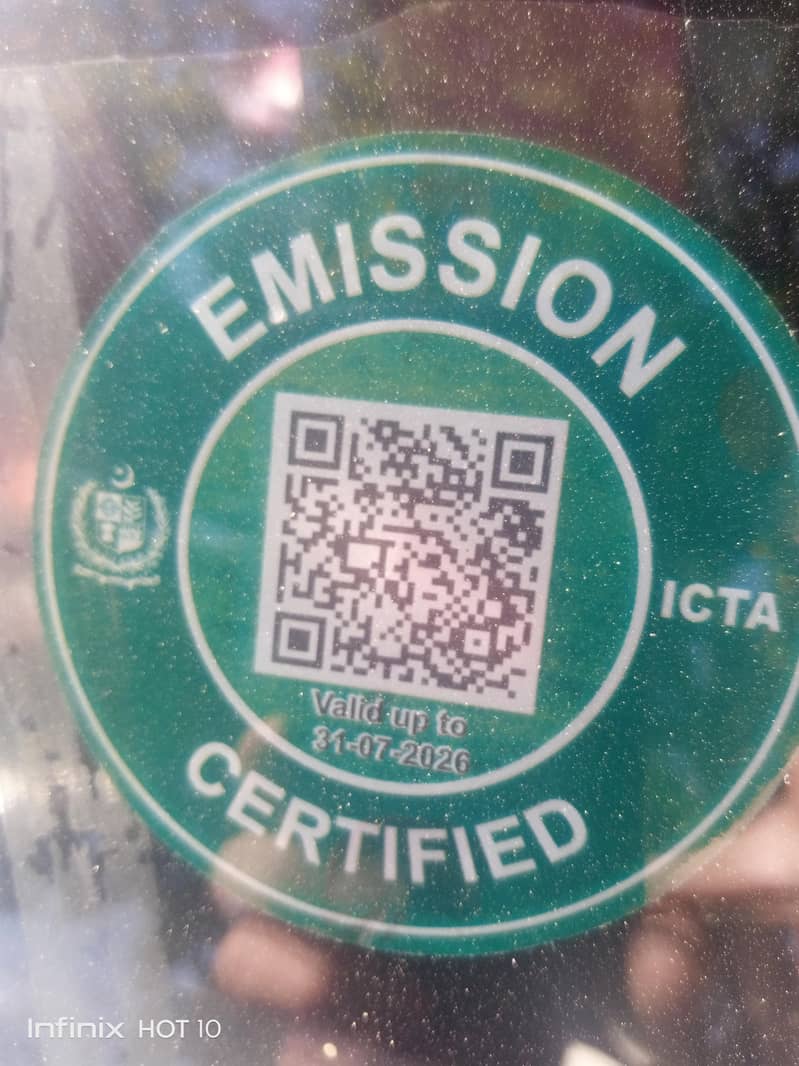 EMISSION
ICTA
Valid up to
31-07-2026
CERTIFIED
Infinix HOT 10